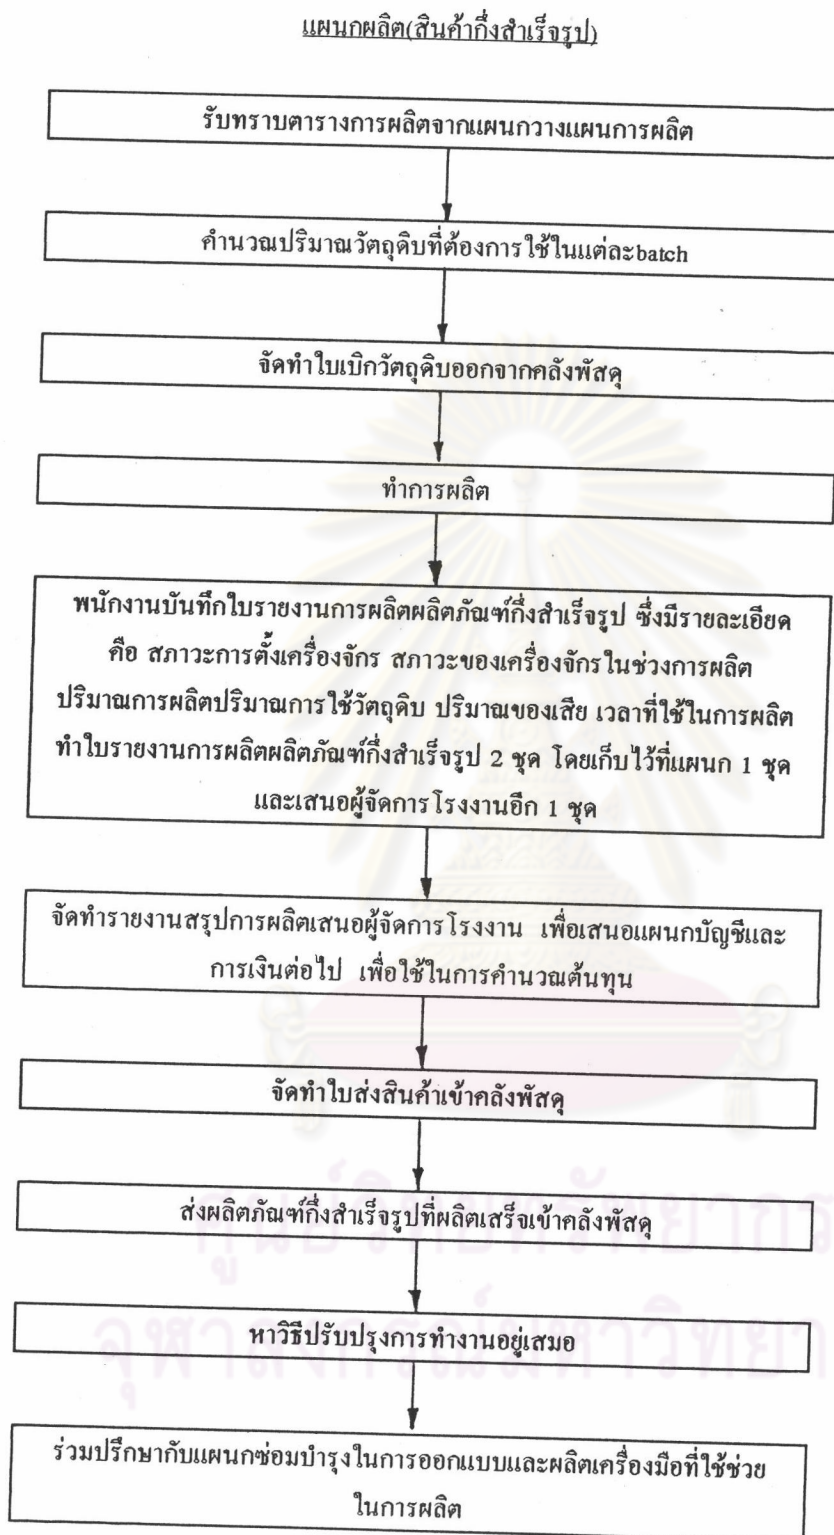 แผนกผลิต(สินค้ากึ่งสำเร็จรูป)
รับทราบตารางการผลิตจากแผนกวางแผนการผลิต
คำนวณปริมาณวัตถุดิบที่ต้องการใช้ในแต่ละbatch
จัดทำใบเบิกวัตถุดิบออกจากคลังพัสดุ
ทำการผลิต
พนักงานบันทึกใบรายงานการผลิตผลิตภัณฑ์กึ่งสำเร็จรูป ซึ่งมีรายละเอียด
คือ สภาวะการตั้งเครื่องจักร สภาวะของเครื่องจักรในช่วงการผลิต
ปริมาณการผลิตปริมาณการใช้วัตถุดิบ ปริมาณของเสีย เวลาที่ใช้ในการผลิต
ทำใบรายงานการผลิตผลิตภัณฑ์กึ่งสำเร็จรูป 2 ชุด โดยเก็บไว้ที่แผนก 1 ชุด
และเสนอผู้จัดการโรงงานอีก 1 ชุด
จัดทำรายงานสรุปการผลิตเสนอผู้จัดการโรงงาน เพื่อเสนอแผนกบัญชีและ
การเงินต่อไป เพื่อใช้ในการคำนวณต้นทุน
จัดทำใบส่งสินค้าเข้าคลังพัสดุ
ส่งผลิตภัณฑ์กึ่งสำเร็จรูปที่ผลิตเสร็จเข้าคลังพัสดุ
ศูนย์วิทยทรัพยากร
หาวิธีปรับปรุงการทำงานอยู่เสมอ
จุฬาลงกรณ์มหาวิทยา
ร่วมปรึกษากับแผนกซ่อมบำรุงในการออกแบบและผลิตเครื่องมือที่ใช้ช่วย
ในการผลิต